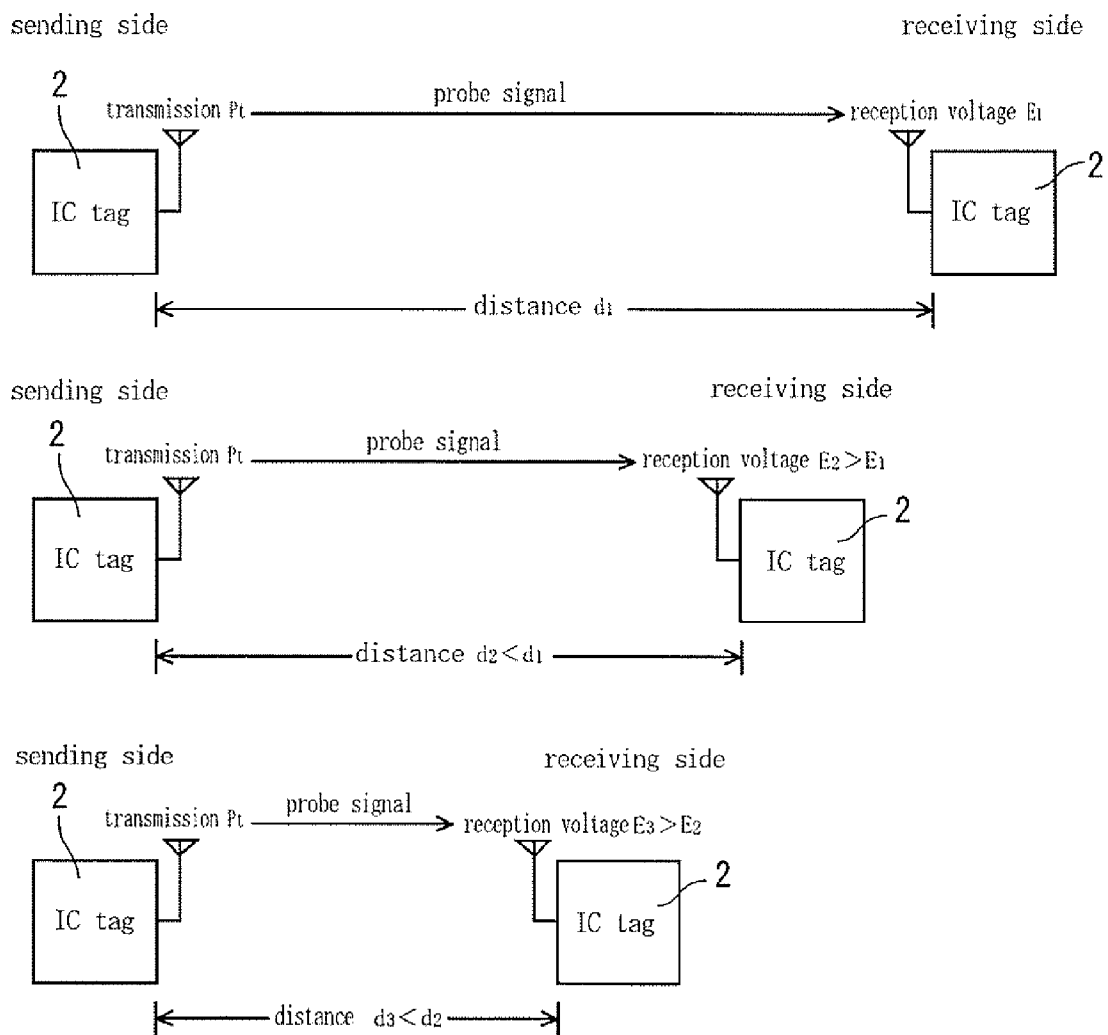 sending side
receiving side
2
transmission Pt
probe signal
reception voltage E1
2
IC tag
IC tag
distance d1
sending side
receiving side
2
transmission Pt
probe signal
reception voltage E2>E1
2
IC tag
IC tag
distance d2<d1
sending side
receiving side
2
transmission Pt
probe signal
reception voltage E3>E2
2
IC tag
IC tag
distance d3<d2